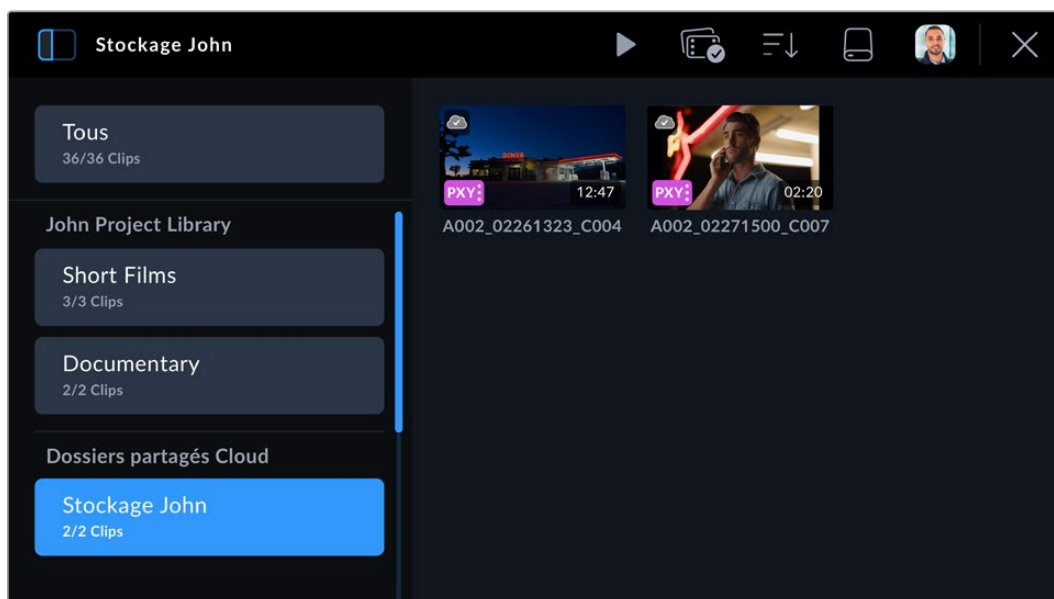 Stockage John
Tous
36/36 Clips
John Project Library
Short Films
3/3 Clips
Documentary
2/2 Clips
Dossiers partagés Cloud
Stockage John
2/2 Clips
DINER
PXY
12:47
A002_02261323_C004
PXY
02:20
A002_02271500_C007